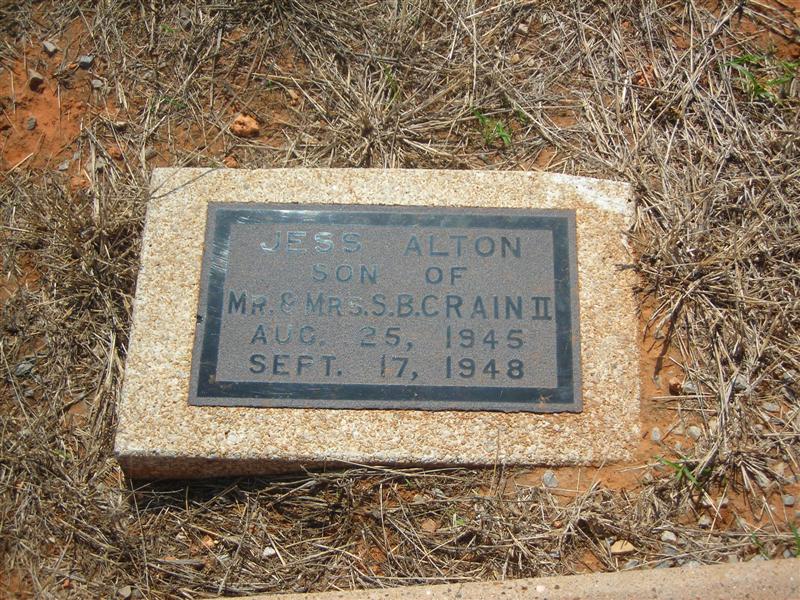 JESS ALTON
SON OF
MR. & MRS. S.B. CRAIN II
AUG. 25, 1945
SEPT. 17, 1948